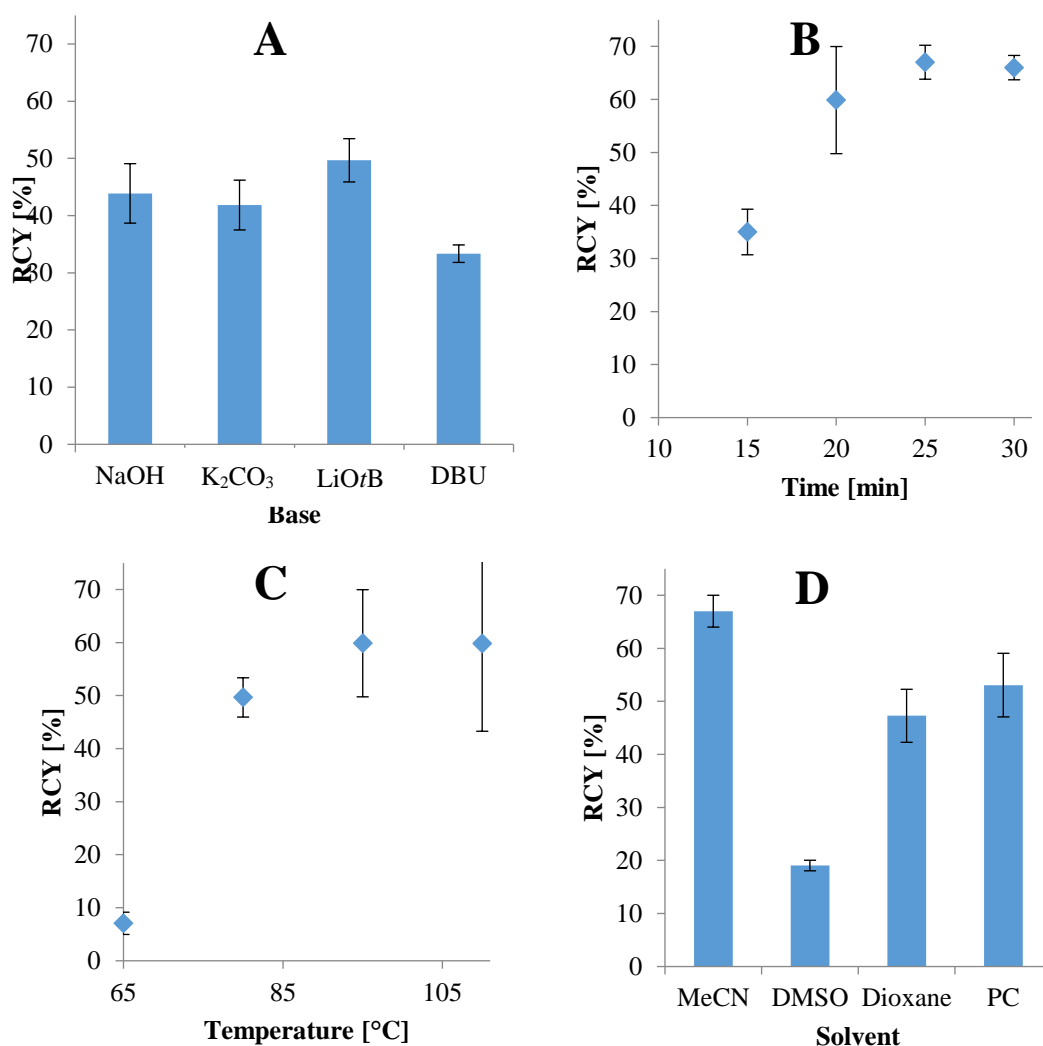 A
RCY [%]
70
60
50
40
30
20
10
0
NaOH K₂CO₃ LiOtB DBU
Base
B
RCY [%]
70
60
50
40
30
20
10
0
10 15 20 25 30
Time [min]
C
RCY [%]
70
60
50
40
30
20
10
0
65 85 105
Temperature [°C]
D
RCY [%]
70
60
50
40
30
20
10
0
MeCN DMSO Dioxane PC
Solvent